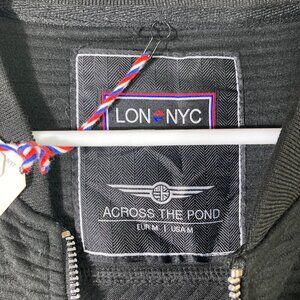 LON NYC
ACROSS THE POND
EUR M | USA M